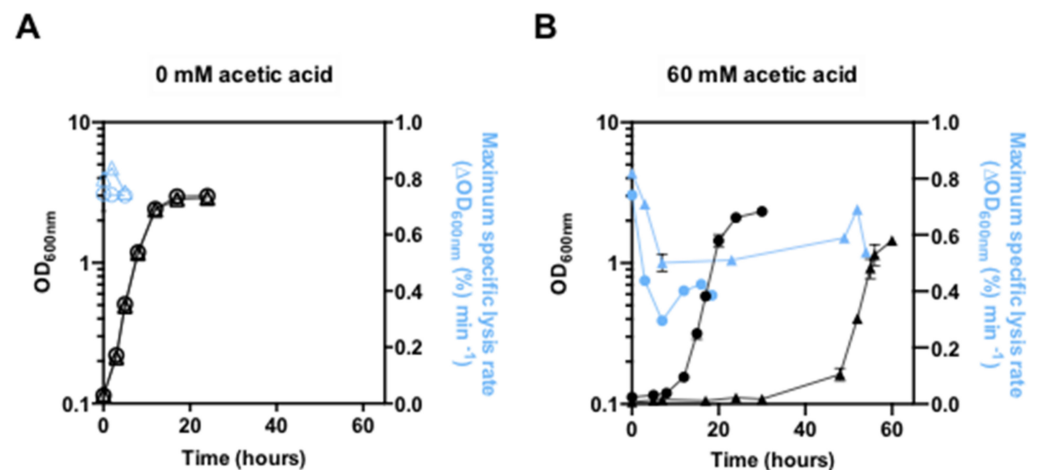 A
0 mM acetic acid
10
1
0.1
OD600nm
0
20
40
60
Time (hours)
1.0
0.8
0.6
0.4
0.2
0.0
Maximum specific lysis rate
(ΔOD600nm (%) min -1)
B
60 mM acetic acid
10
1
0.1
OD600nm
0
20
40
60
Time (hours)
1.0
0.8
0.6
0.4
0.2
0.0
Maximum specific lysis rate
(ΔOD600nm (%) min -1)